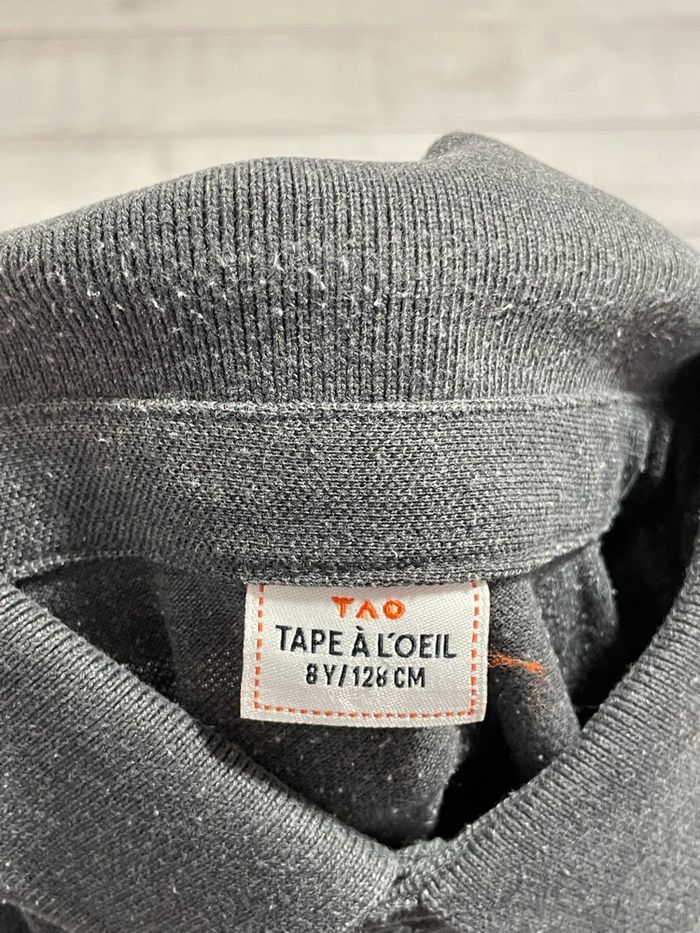 TAO
TAPE À L'OEIL
8 Y/128 CM